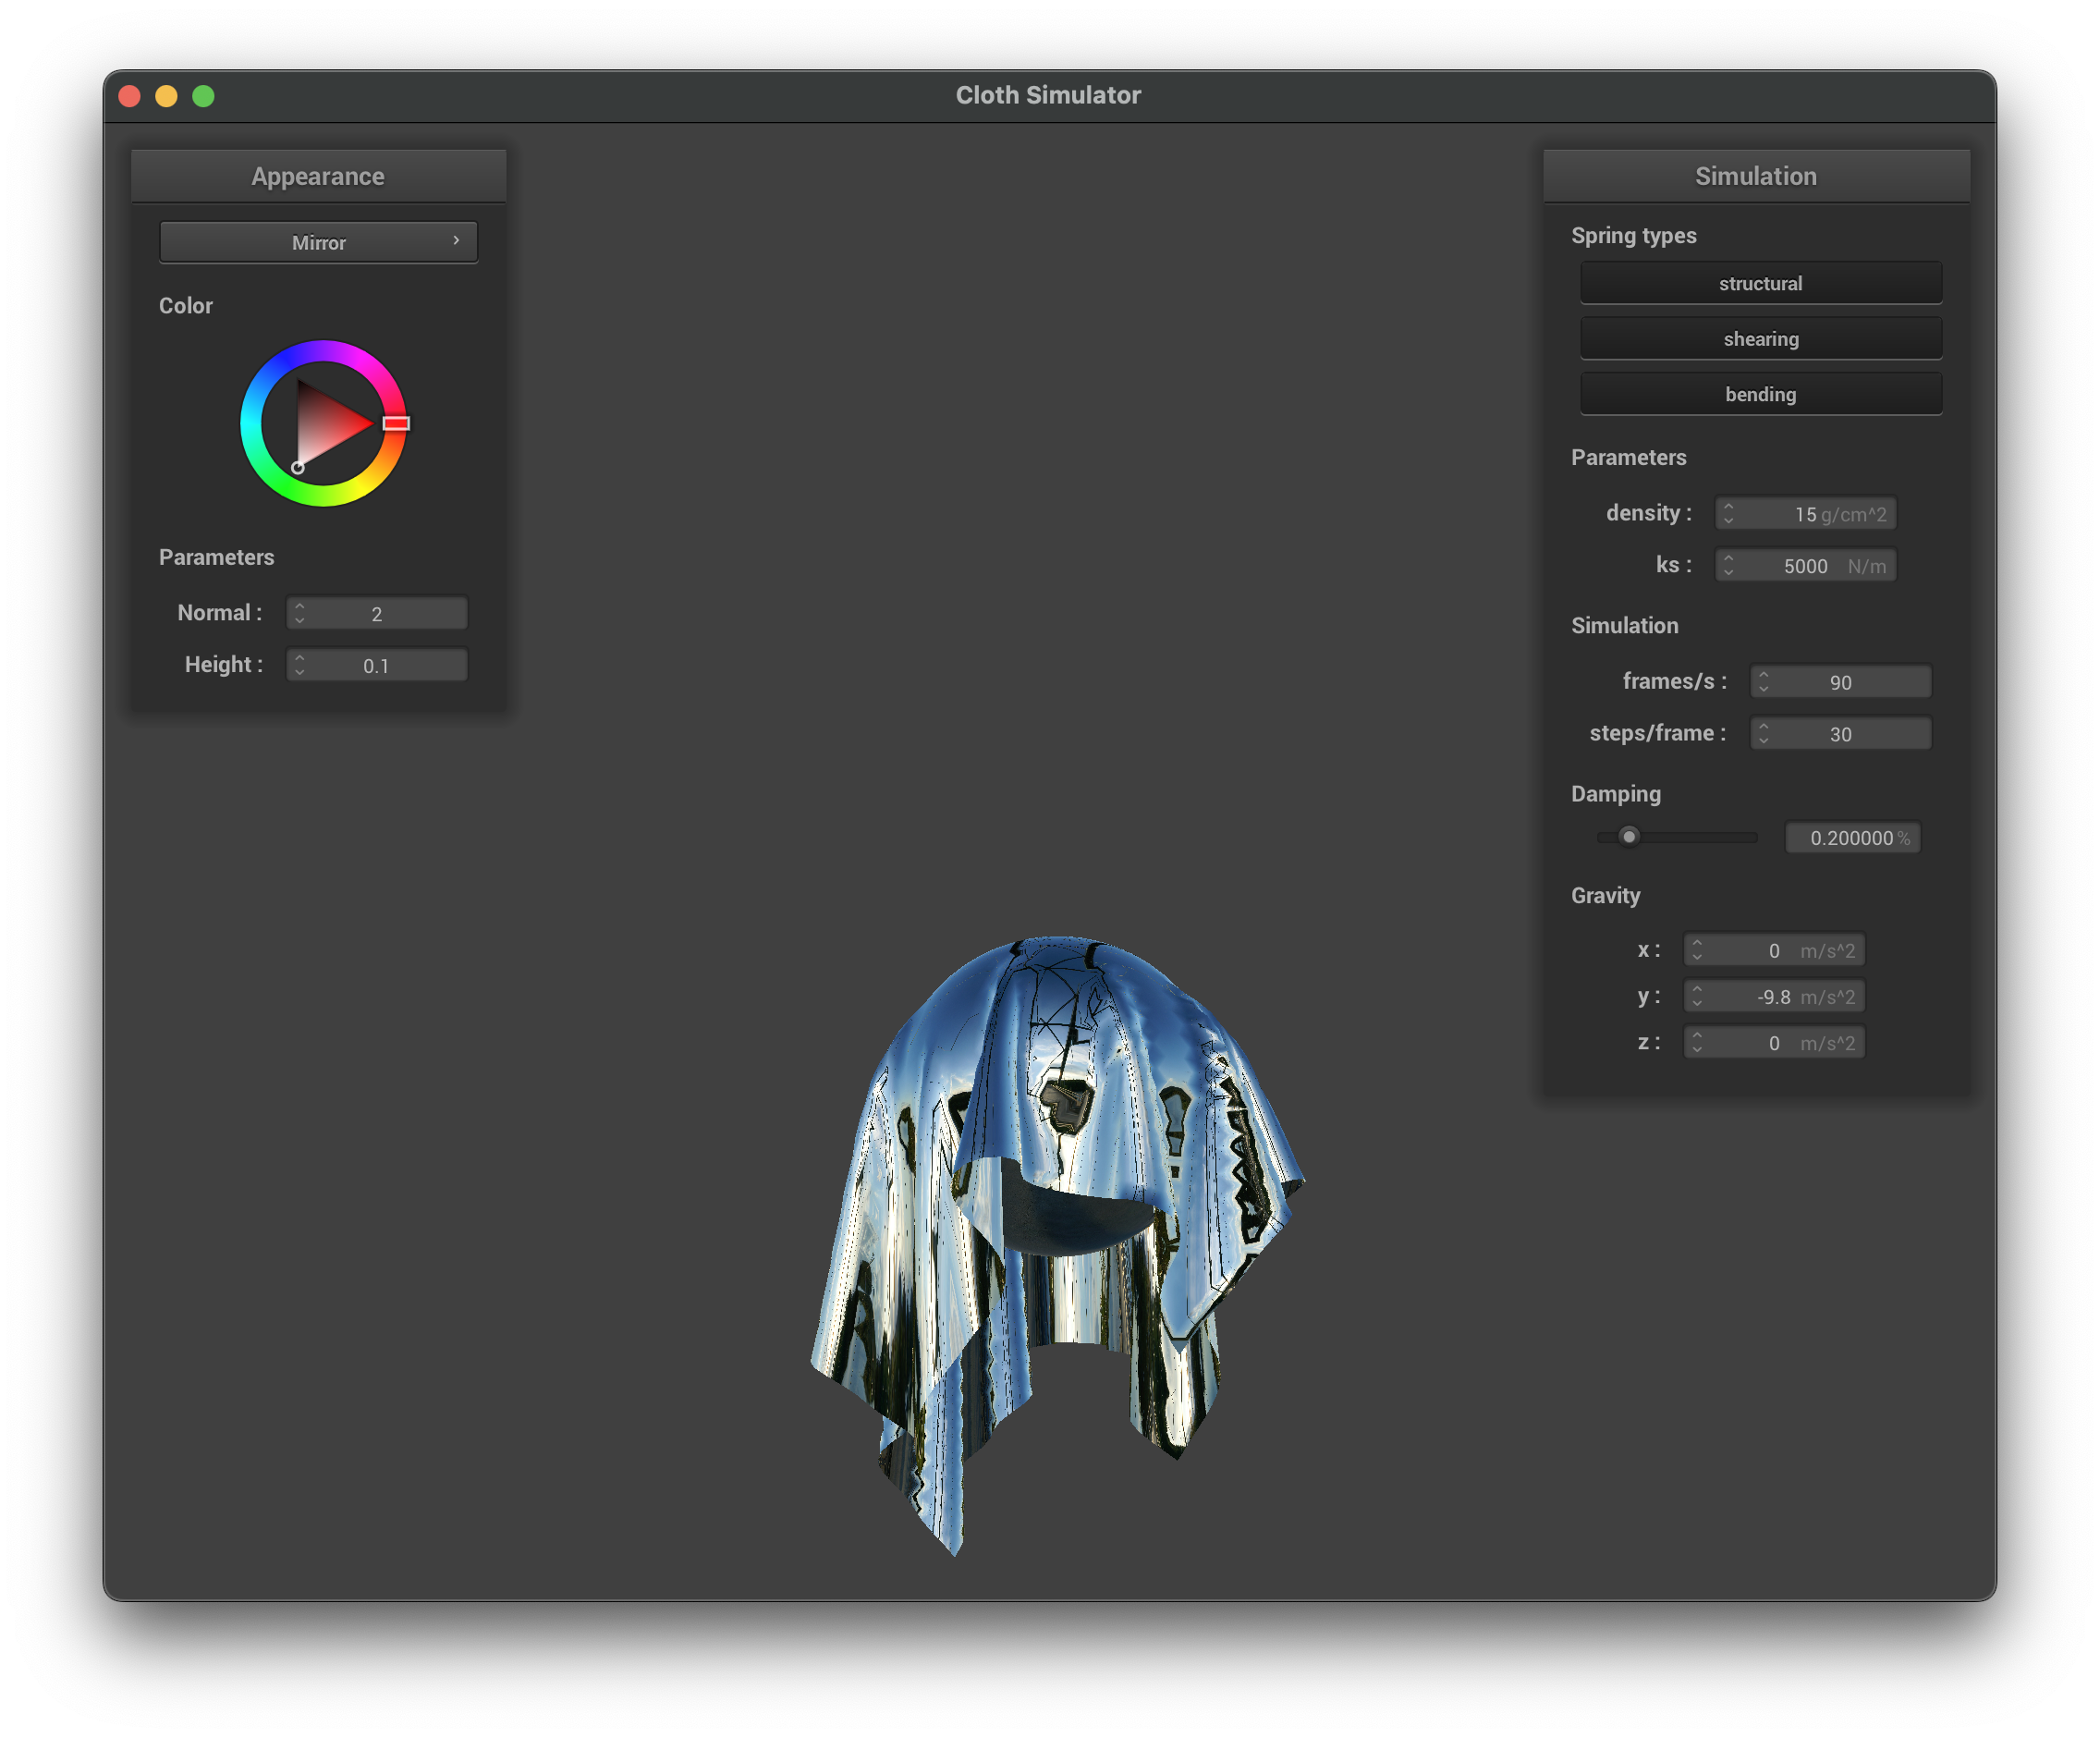 Cloth Simulator
Appearance
Mirror
Color
Parameters
Normal : 2
Height : 0.1
Simulation
Spring types
structural
shearing
bending
Parameters
density : 15 g/cm^2
ks : 5000 N/m
Simulation
frames/s : 90
steps/frame : 30
Damping
0.200000 %
Gravity
x : 0 m/s^2
y : -9.8 m/s^2
z : 0 m/s^2